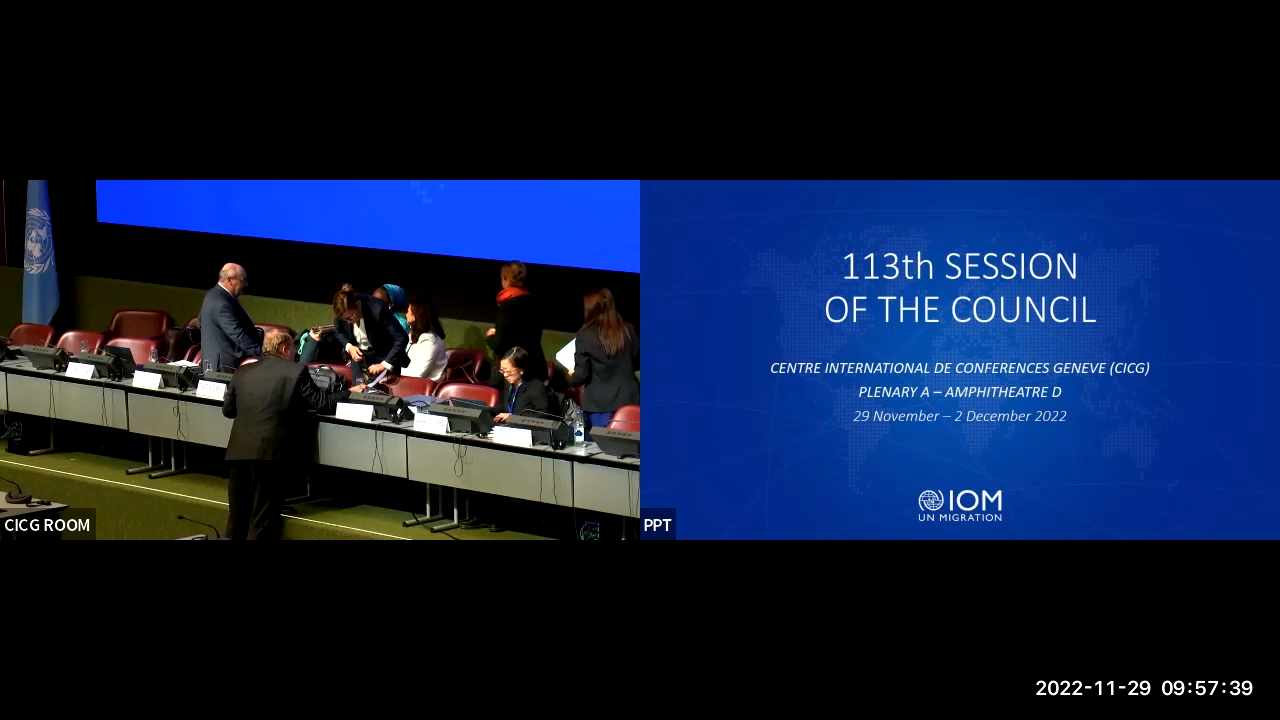 113th SESSION
OF THE COUNCIL
CENTRE INTERNATIONAL DE CONFERENCES GENEVE (CICG)
PLENARY A – AMPHITHEATRE D
29 November – 2 December 2022
IOM
UN MIGRATION
CICG ROOM
PPT
2022-11-29 09:57:39